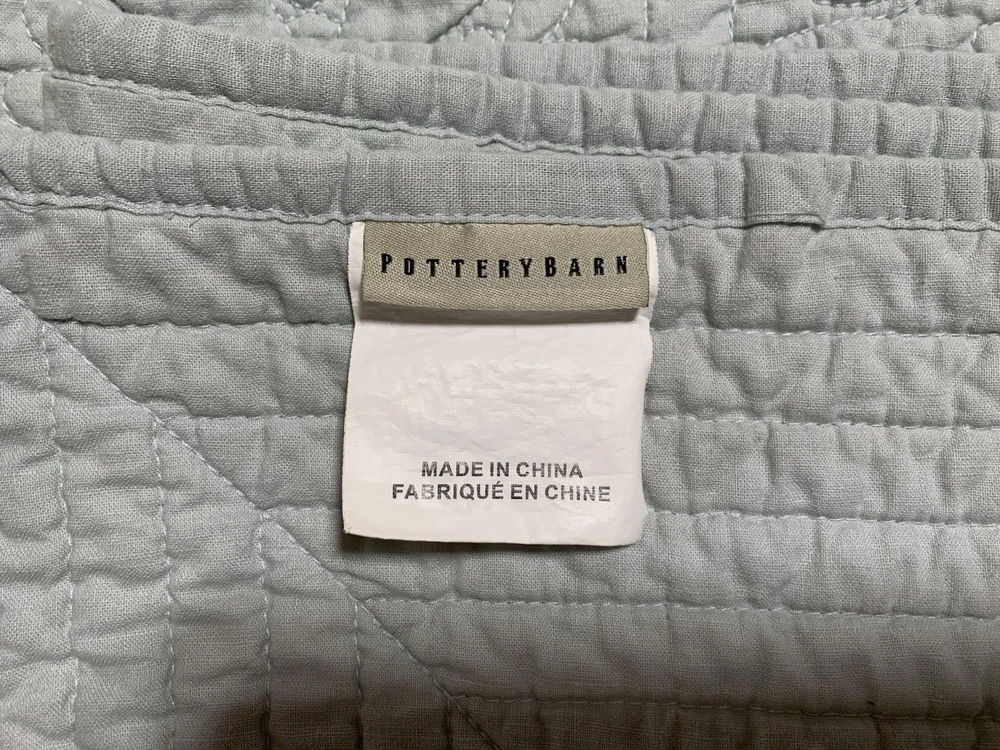 POTTERYBARN
MADE IN CHINA
FABRIQUÉ EN CHINE